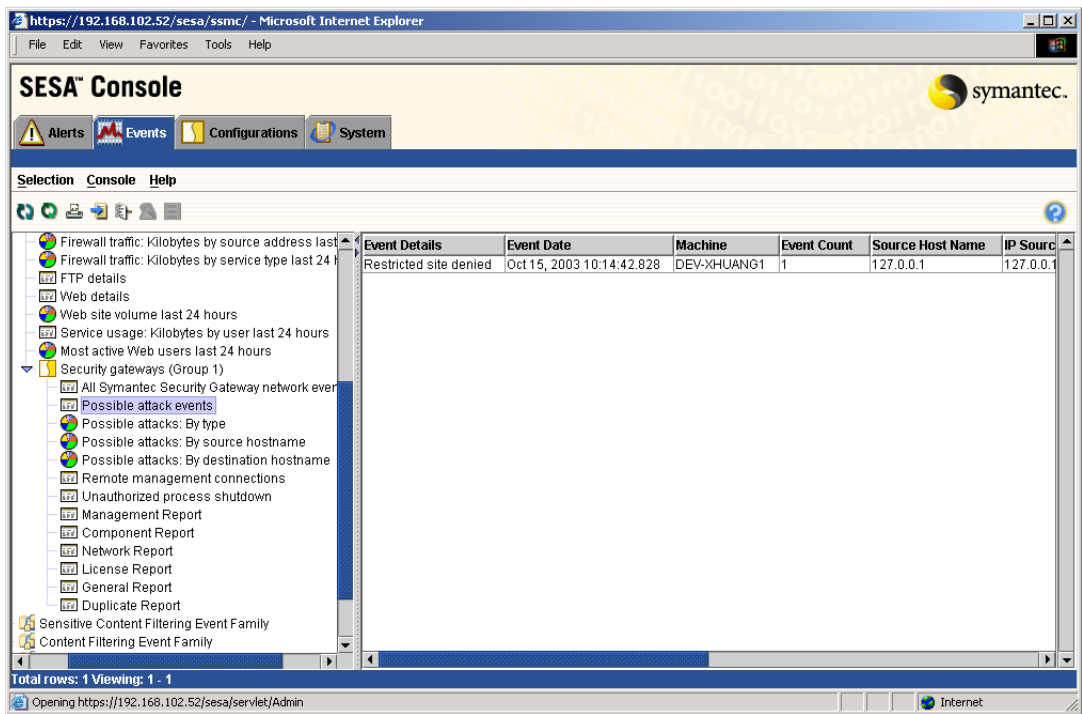 https://192.168.102.52/sesa/ssmc/ - Microsoft Internet Explorer
File Edit View Favorites Tools Help
SESA™ Console
symantec.
Alerts Events Configurations System
Selection Console Help
Firewall traffic: Kilobytes by source address last
Firewall traffic: Kilobytes by service type last 24 h
FTP details
Web details
Web site volume last 24 hours
Service usage: Kilobytes by user last 24 hours
Most active Web users last 24 hours
Security gateways (Group 1)
All Symantec Security Gateway network even
Possible attack events
Possible attacks: By type
Possible attacks: By source hostname
Possible attacks: By destination hostname
Remote management connections
Unauthorized process shutdown
Management Report
Component Report
Network Report
License Report
General Report
Duplicate Report
Sensitive Content Filtering Event Family
Content Filtering Event Family
Event Details Event Date Machine Event Count Source Host Name IP Sourc
Restricted site denied Oct 15, 2003 10:14:42.828 DEV-XHUANG1 1 127.0.0.1 127.0.0.1
Total rows: 1 Viewing: 1 - 1
Opening https://192.168.102.52/sesa/servlet/Admin Internet